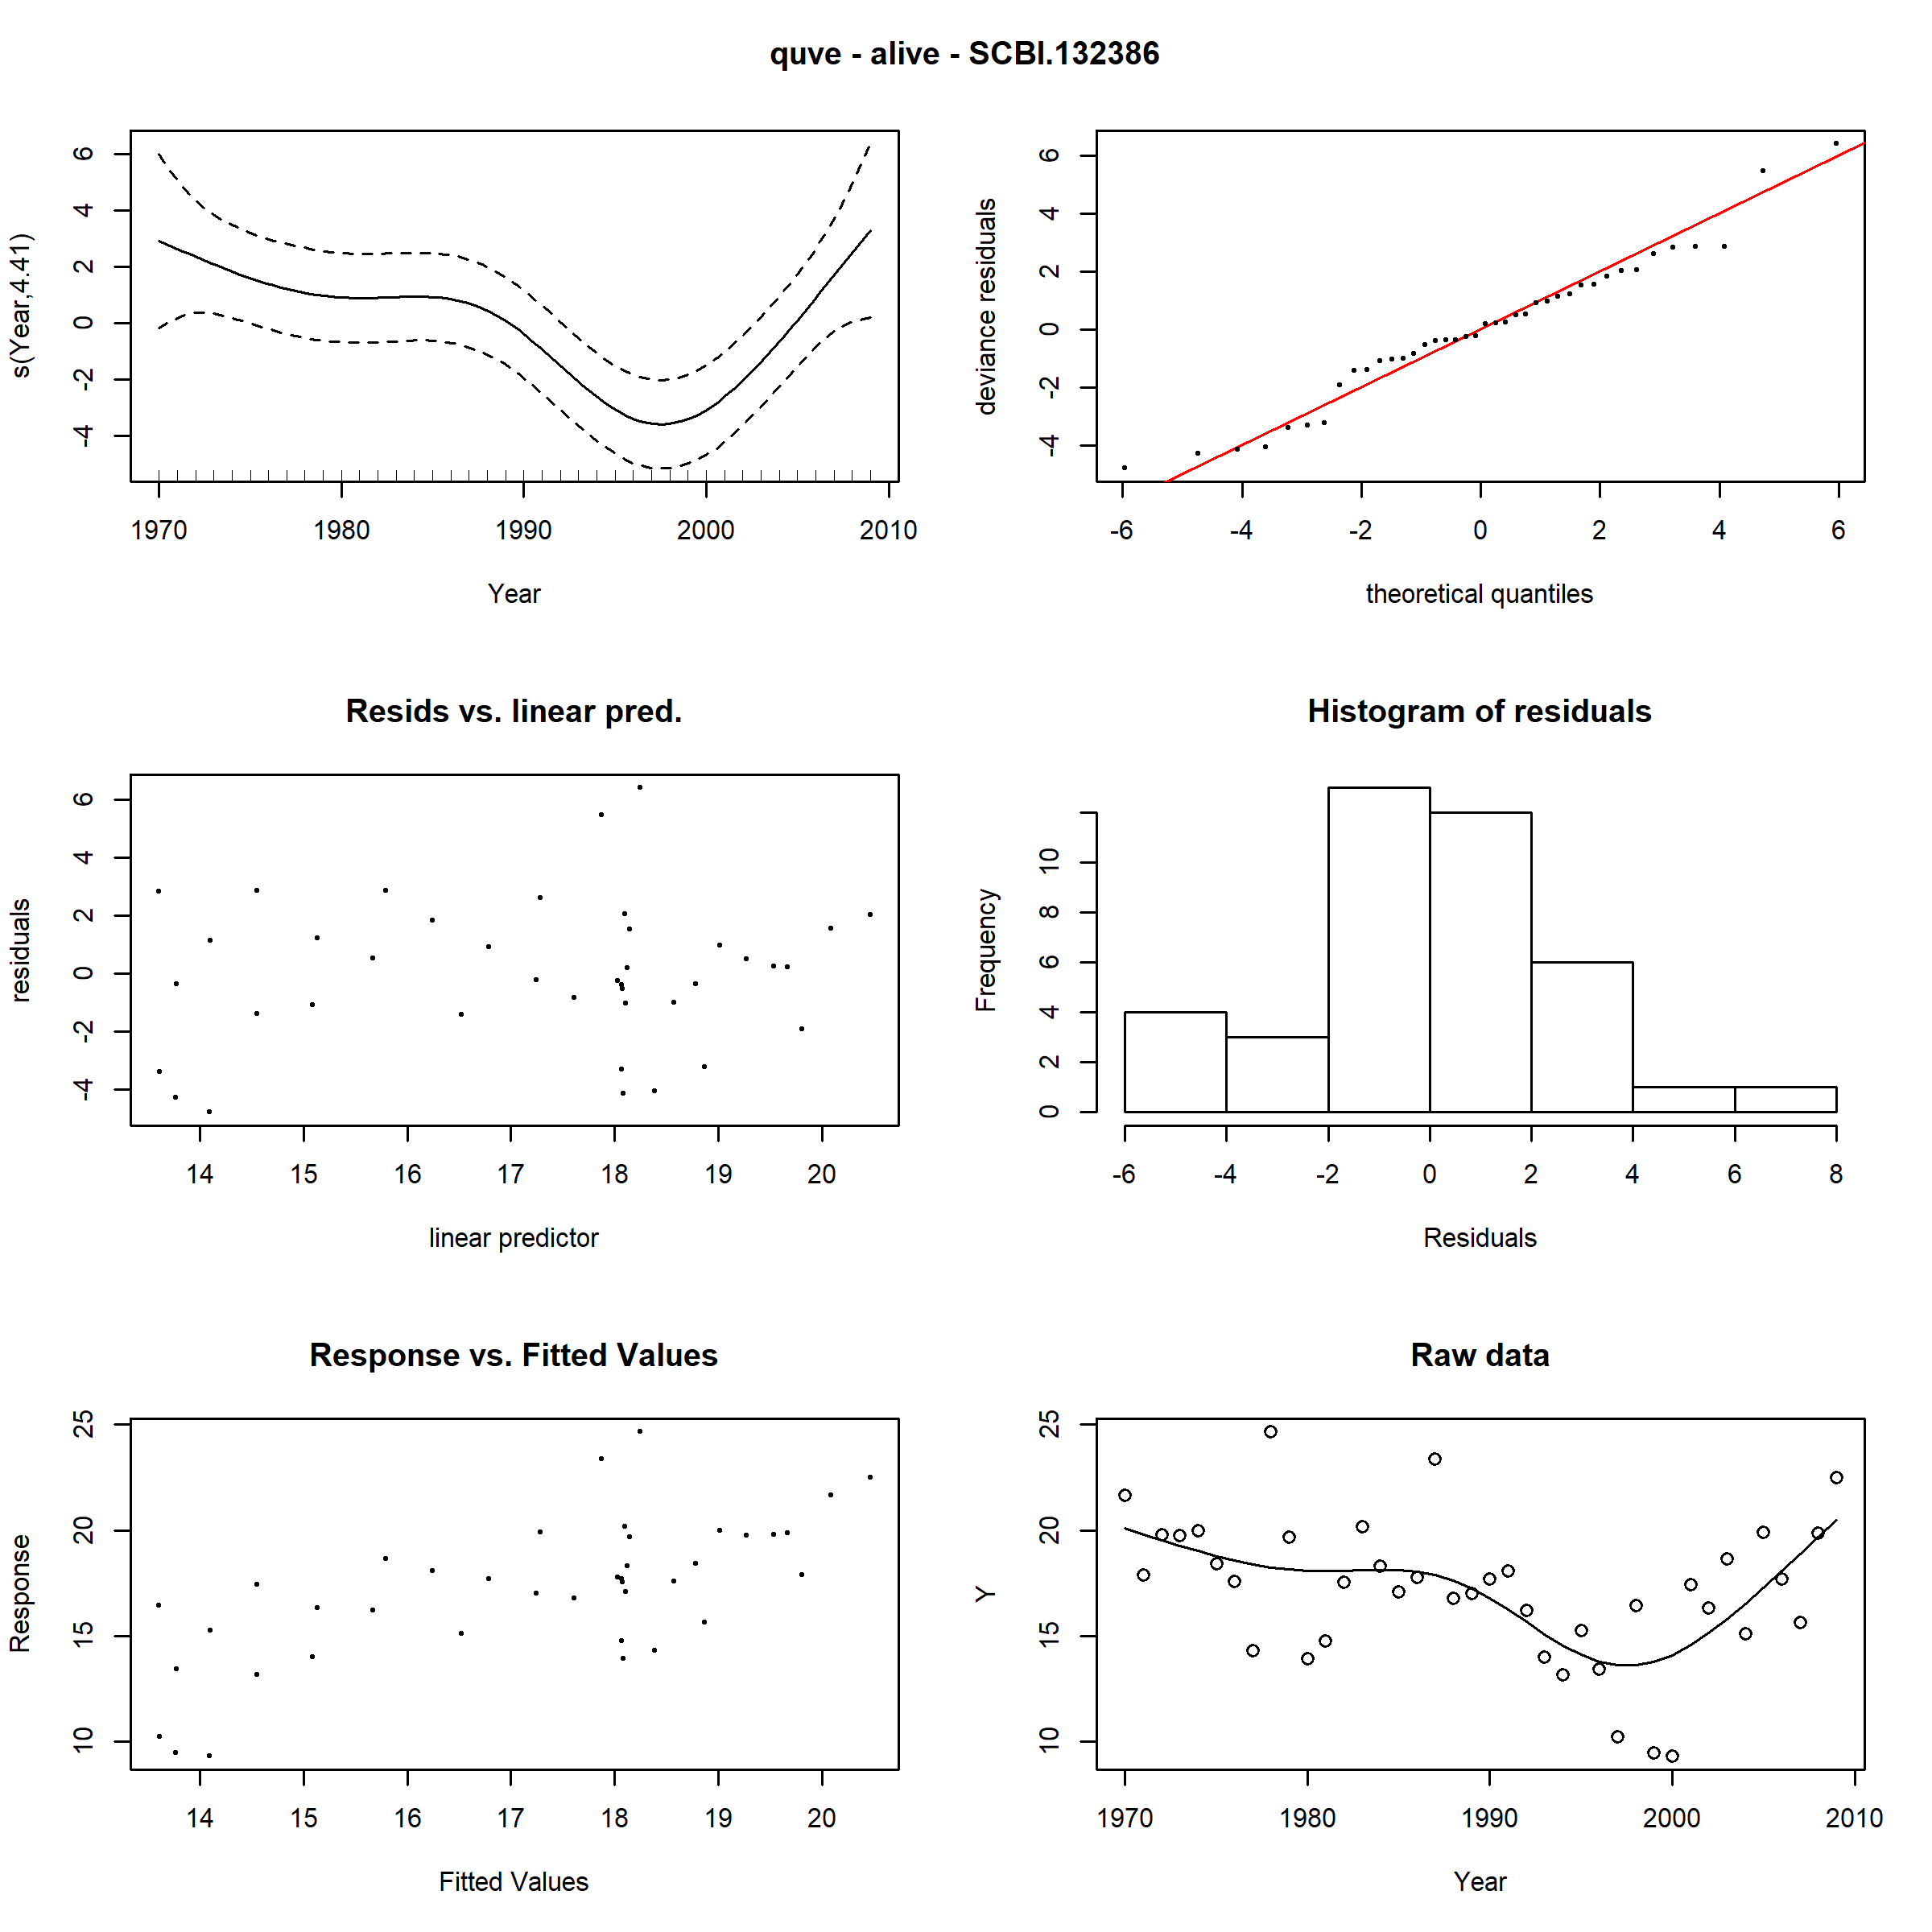 quve - alive - SCBI.132386
s(Year,4.41)
6
4
2
0
-2
-4
1970 1980 1990 2000 2010
Year
deviance residuals
6
4
2
0
-2
-4
-6 -4 -2 0 2 4 6
theoretical quantiles
Resids vs. linear pred.
residuals
6
4
2
0
-2
-4
14 15 16 17 18 19 20
linear predictor
Histogram of residuals
Frequency
10
8
6
4
2
0
-6 -4 -2 0 2 4 6 8
Residuals
Response vs. Fitted Values
Response
25
20
15
10
14 15 16 17 18 19 20
Fitted Values
Raw data
Y
25
20
15
10
1970 1980 1990 2000 2010
Year